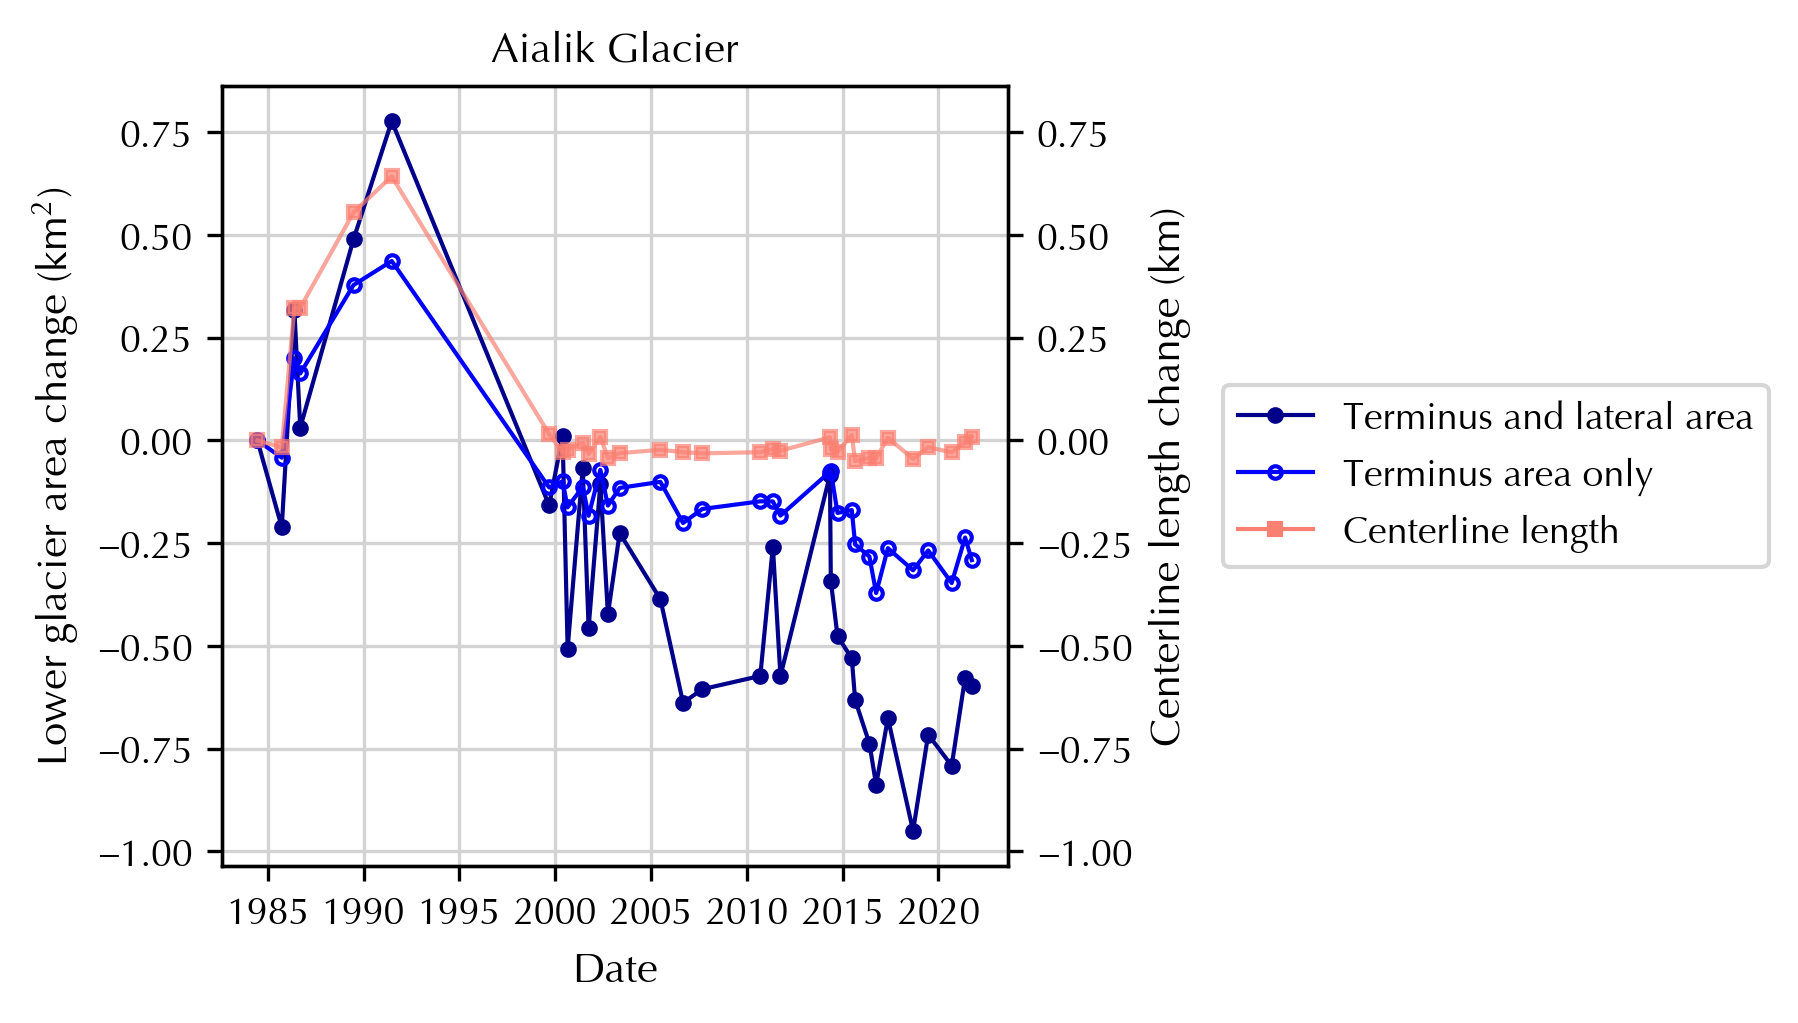 Aialik Glacier
Lower glacier area change (km²)
0.75
0.50
0.25
0.00
−0.25
−0.50
−0.75
−1.00
0.75
0.50
0.25
0.00
−0.25
−0.50
−0.75
−1.00
Centerline length change (km)
1985 1990 1995 2000 2005 2010 2015 2020
Date
Terminus and lateral area
Terminus area only
Centerline length